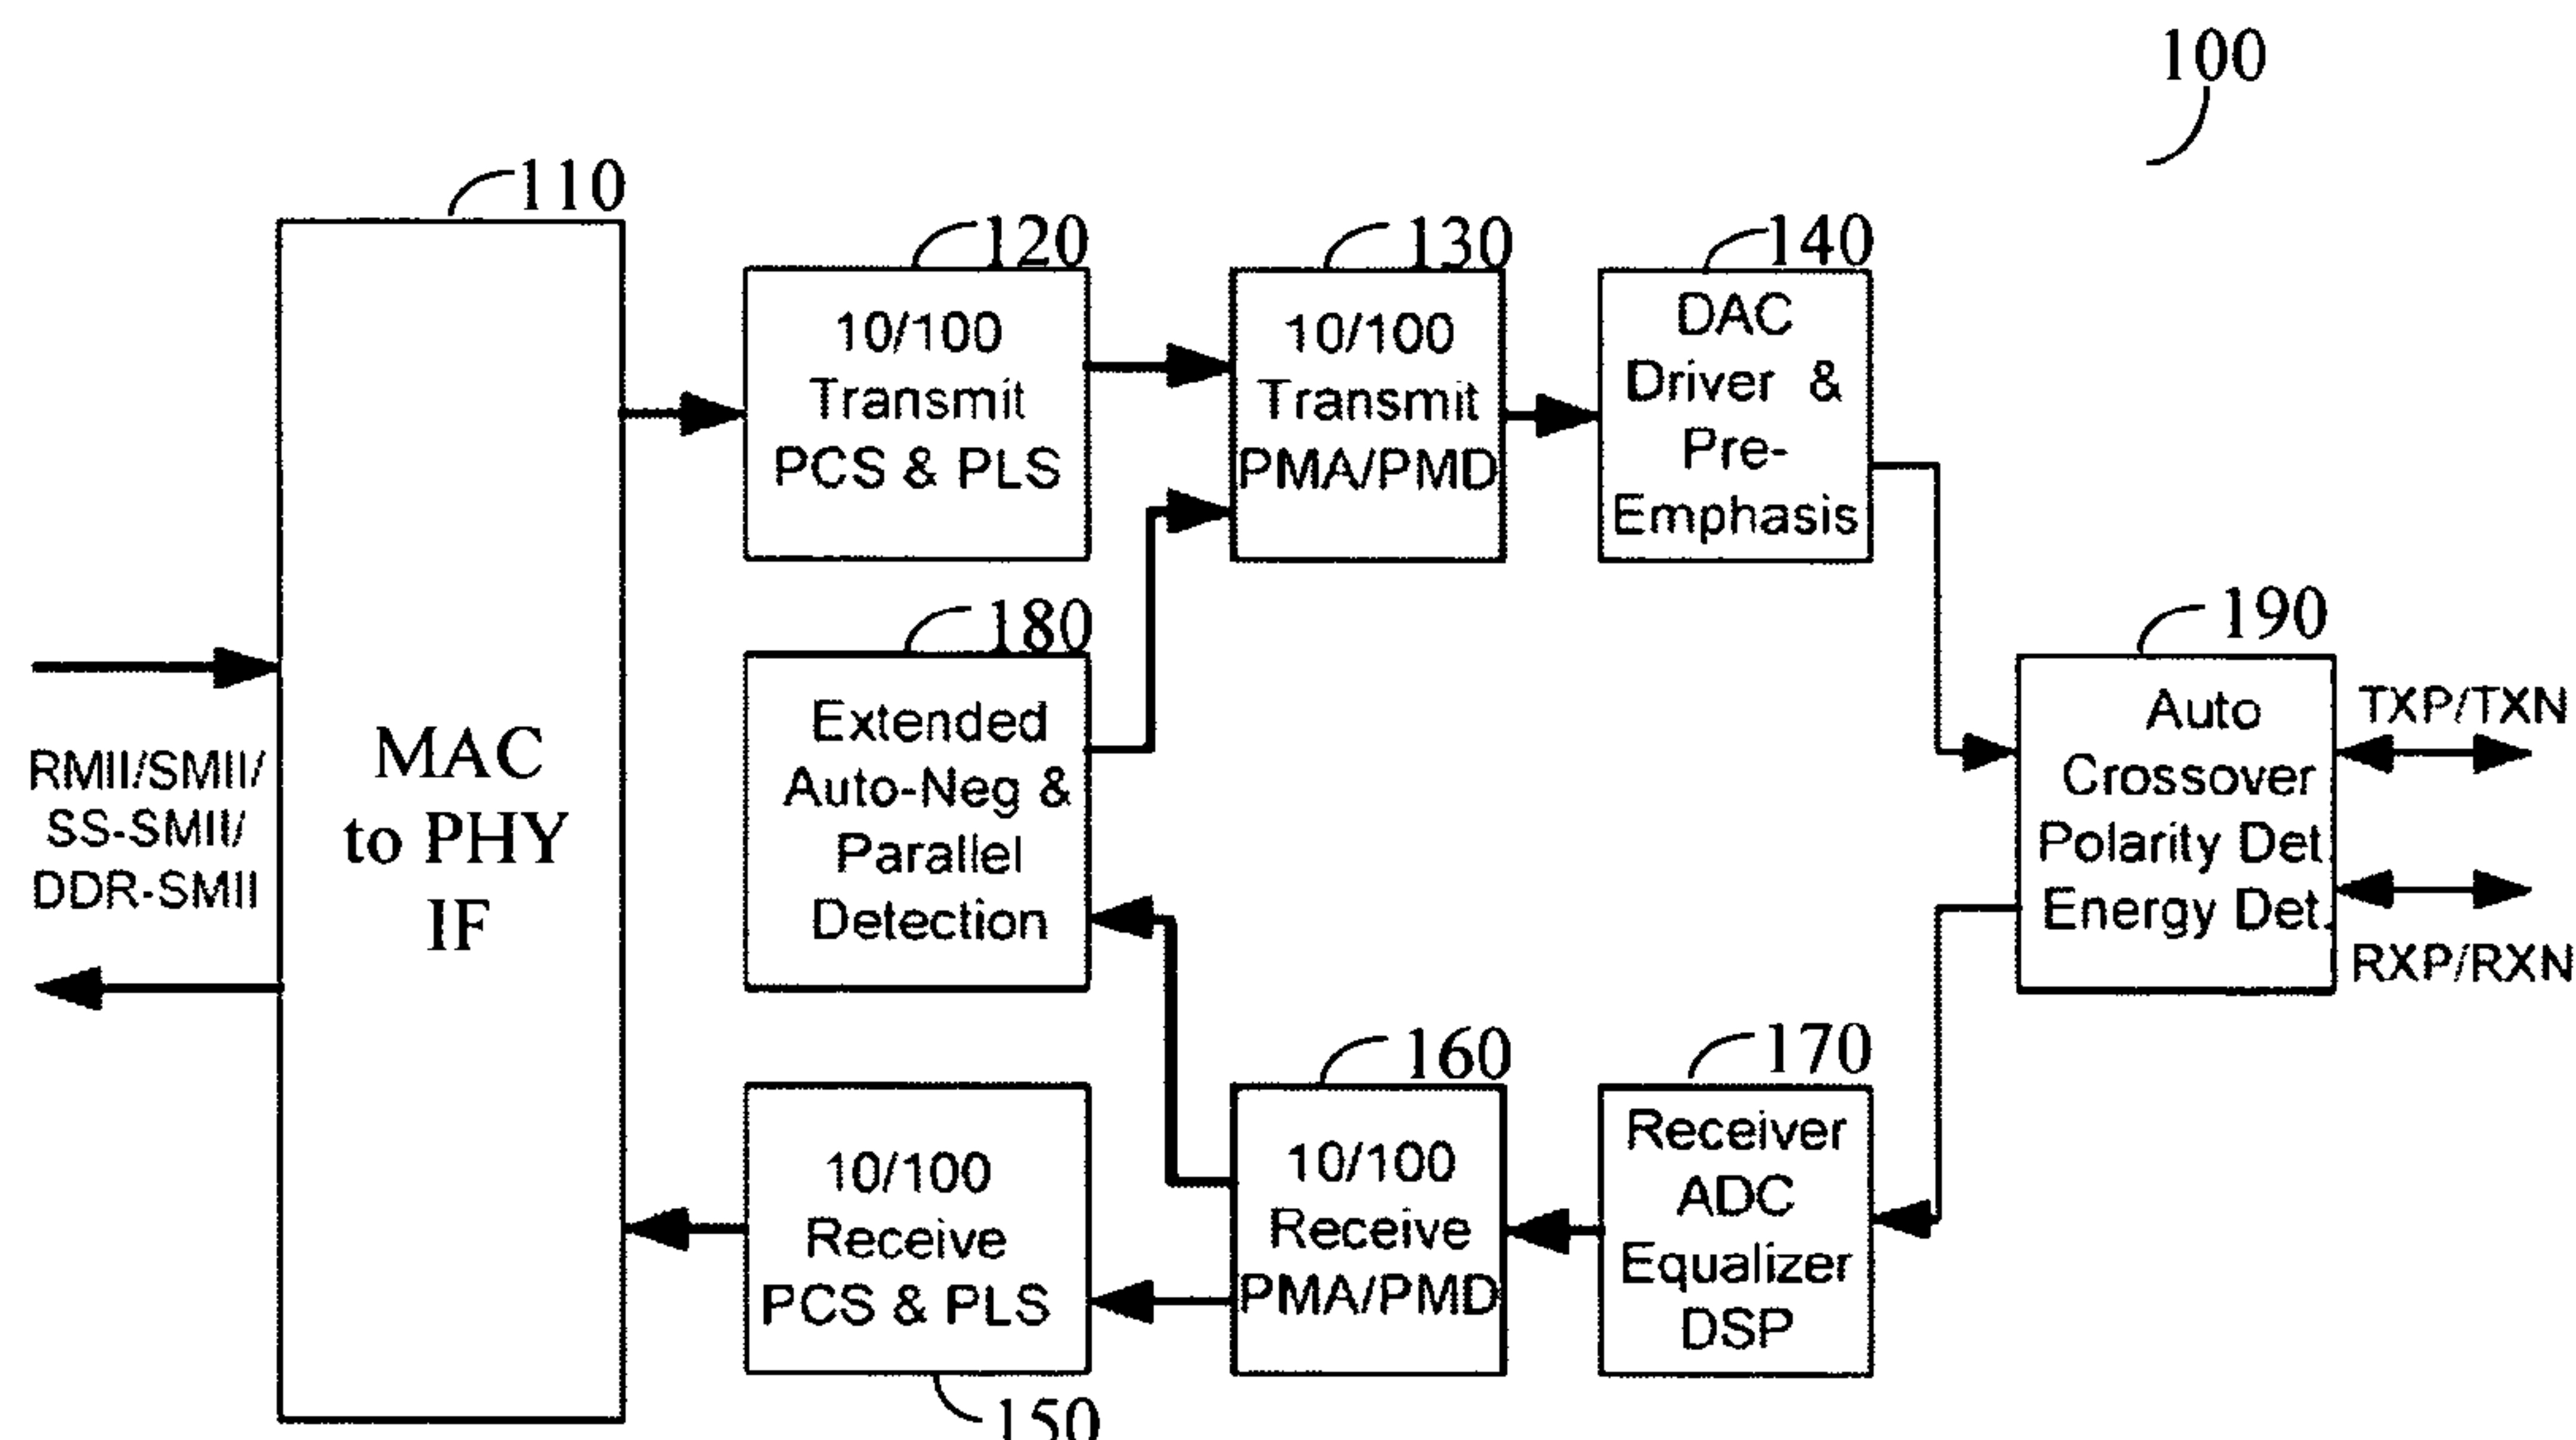 100
110
120
130
140
10/100
Transmit
PCS & PLS
10/100
Transmit
PMA/PMD
DAC
Driver &
Pre-
Emphasis
180
190
RMII/SMII/
SS-SMII/
DDR-SMII
MAC
to PHY
IF
Extended
Auto-Neg &
Parallel
Detection
Auto
Crossover
Polarity Det.
Energy Det.
TXP/TXN
RXP/RXN
160
170
10/100
Receive
PCS & PLS
10/100
Receive
PMA/PMD
Receiver
ADC
Equalizer
DSP
150